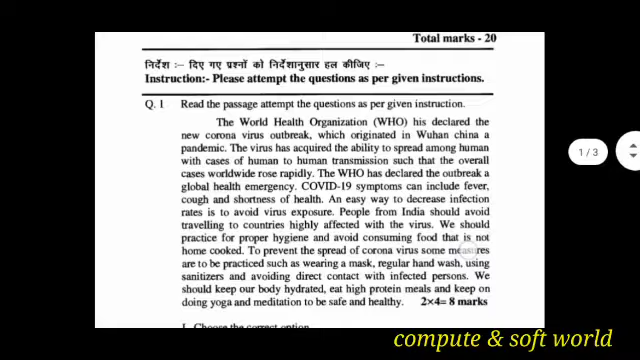 Total marks - 20
निर्देश :- दिए गए प्रश्नों को निर्देशानुसार हल कीजिए :-
Instruction:- Please attempt the questions as per given instructions.
Q. 1 Read the passage attempt the questions as per given instruction.
The World Health Organization (WHO) his declared the
new corona virus outbreak, which originated in Wuhan china a
pandemic. The virus has acquired the ability to spread among human
with cases of human to human transmission such that the overall
cases worldwide rose rapidly. The WHO has declared the outbreak a
global health emergency. COVID-19 symptoms can include fever,
cough and shortness of health. An easy way to decrease infection
rates is to avoid virus exposure. People from India should avoid
travelling to countries highly affected with the virus. We should
practice for proper hygiene and avoid consuming food that is not
home cooked. To prevent the spread of corona virus some measures
are to be practiced such as wearing a mask, regular hand wash, using
sanitizers and avoiding direct contact with infected persons. We
should keep our body hydrated, eat high protein meals and keep on
doing yoga and meditation to be safe and healthy. 2×4= 8 marks
I. Choose the correct option.
1 / 3
compute & soft world